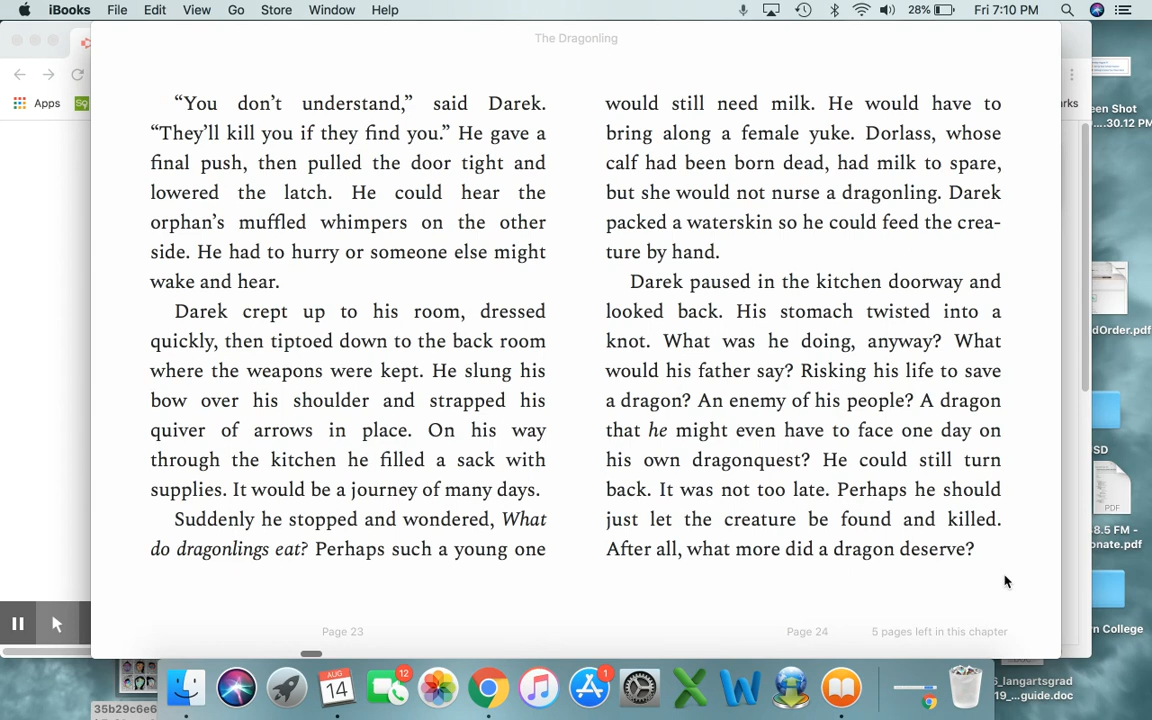 iBooks File Edit View Go Store Window Help 28% Fri 7:10 PM
The Dragonling
Apps
“You don’t understand,” said Darek.
“They’ll kill you if they find you.” He gave a
final push, then pulled the door tight and
lowered the latch. He could hear the
orphan’s muffled whimpers on the other
side. He had to hurry or someone else might
wake and hear.
Darek crept up to his room, dressed
quickly, then tiptoed down to the back room
where the weapons were kept. He slung his
bow over his shoulder and strapped his
quiver of arrows in place. On his way
through the kitchen he filled a sack with
supplies. It would be a journey of many days.
Suddenly he stopped and wondered, What
do dragonlings eat? Perhaps such a young one
would still need milk. He would have to
bring along a female yuke. Dorlass, whose
calf had been born dead, had milk to spare,
but she would not nurse a dragonling. Darek
packed a waterskin so he could feed the crea-
ture by hand.
Darek paused in the kitchen doorway and
looked back. His stomach twisted into a
knot. What was he doing, anyway? What
would his father say? Risking his life to save
a dragon? An enemy of his people? A dragon
that he might even have to face one day on
his own dragonquest? He could still turn
back. It was not too late. Perhaps he should
just let the creature be found and killed.
After all, what more did a dragon deserve?
Page 23
Page 24
5 pages left in this chapter
rks
een Shot
....30.12 PM
dOrder.pdf
SD
PDF
8.5 FM -
onate.pdf
rn College
AUG
14
12
1
35b29c6e6
6_langartsgrad
19_...guide.doc